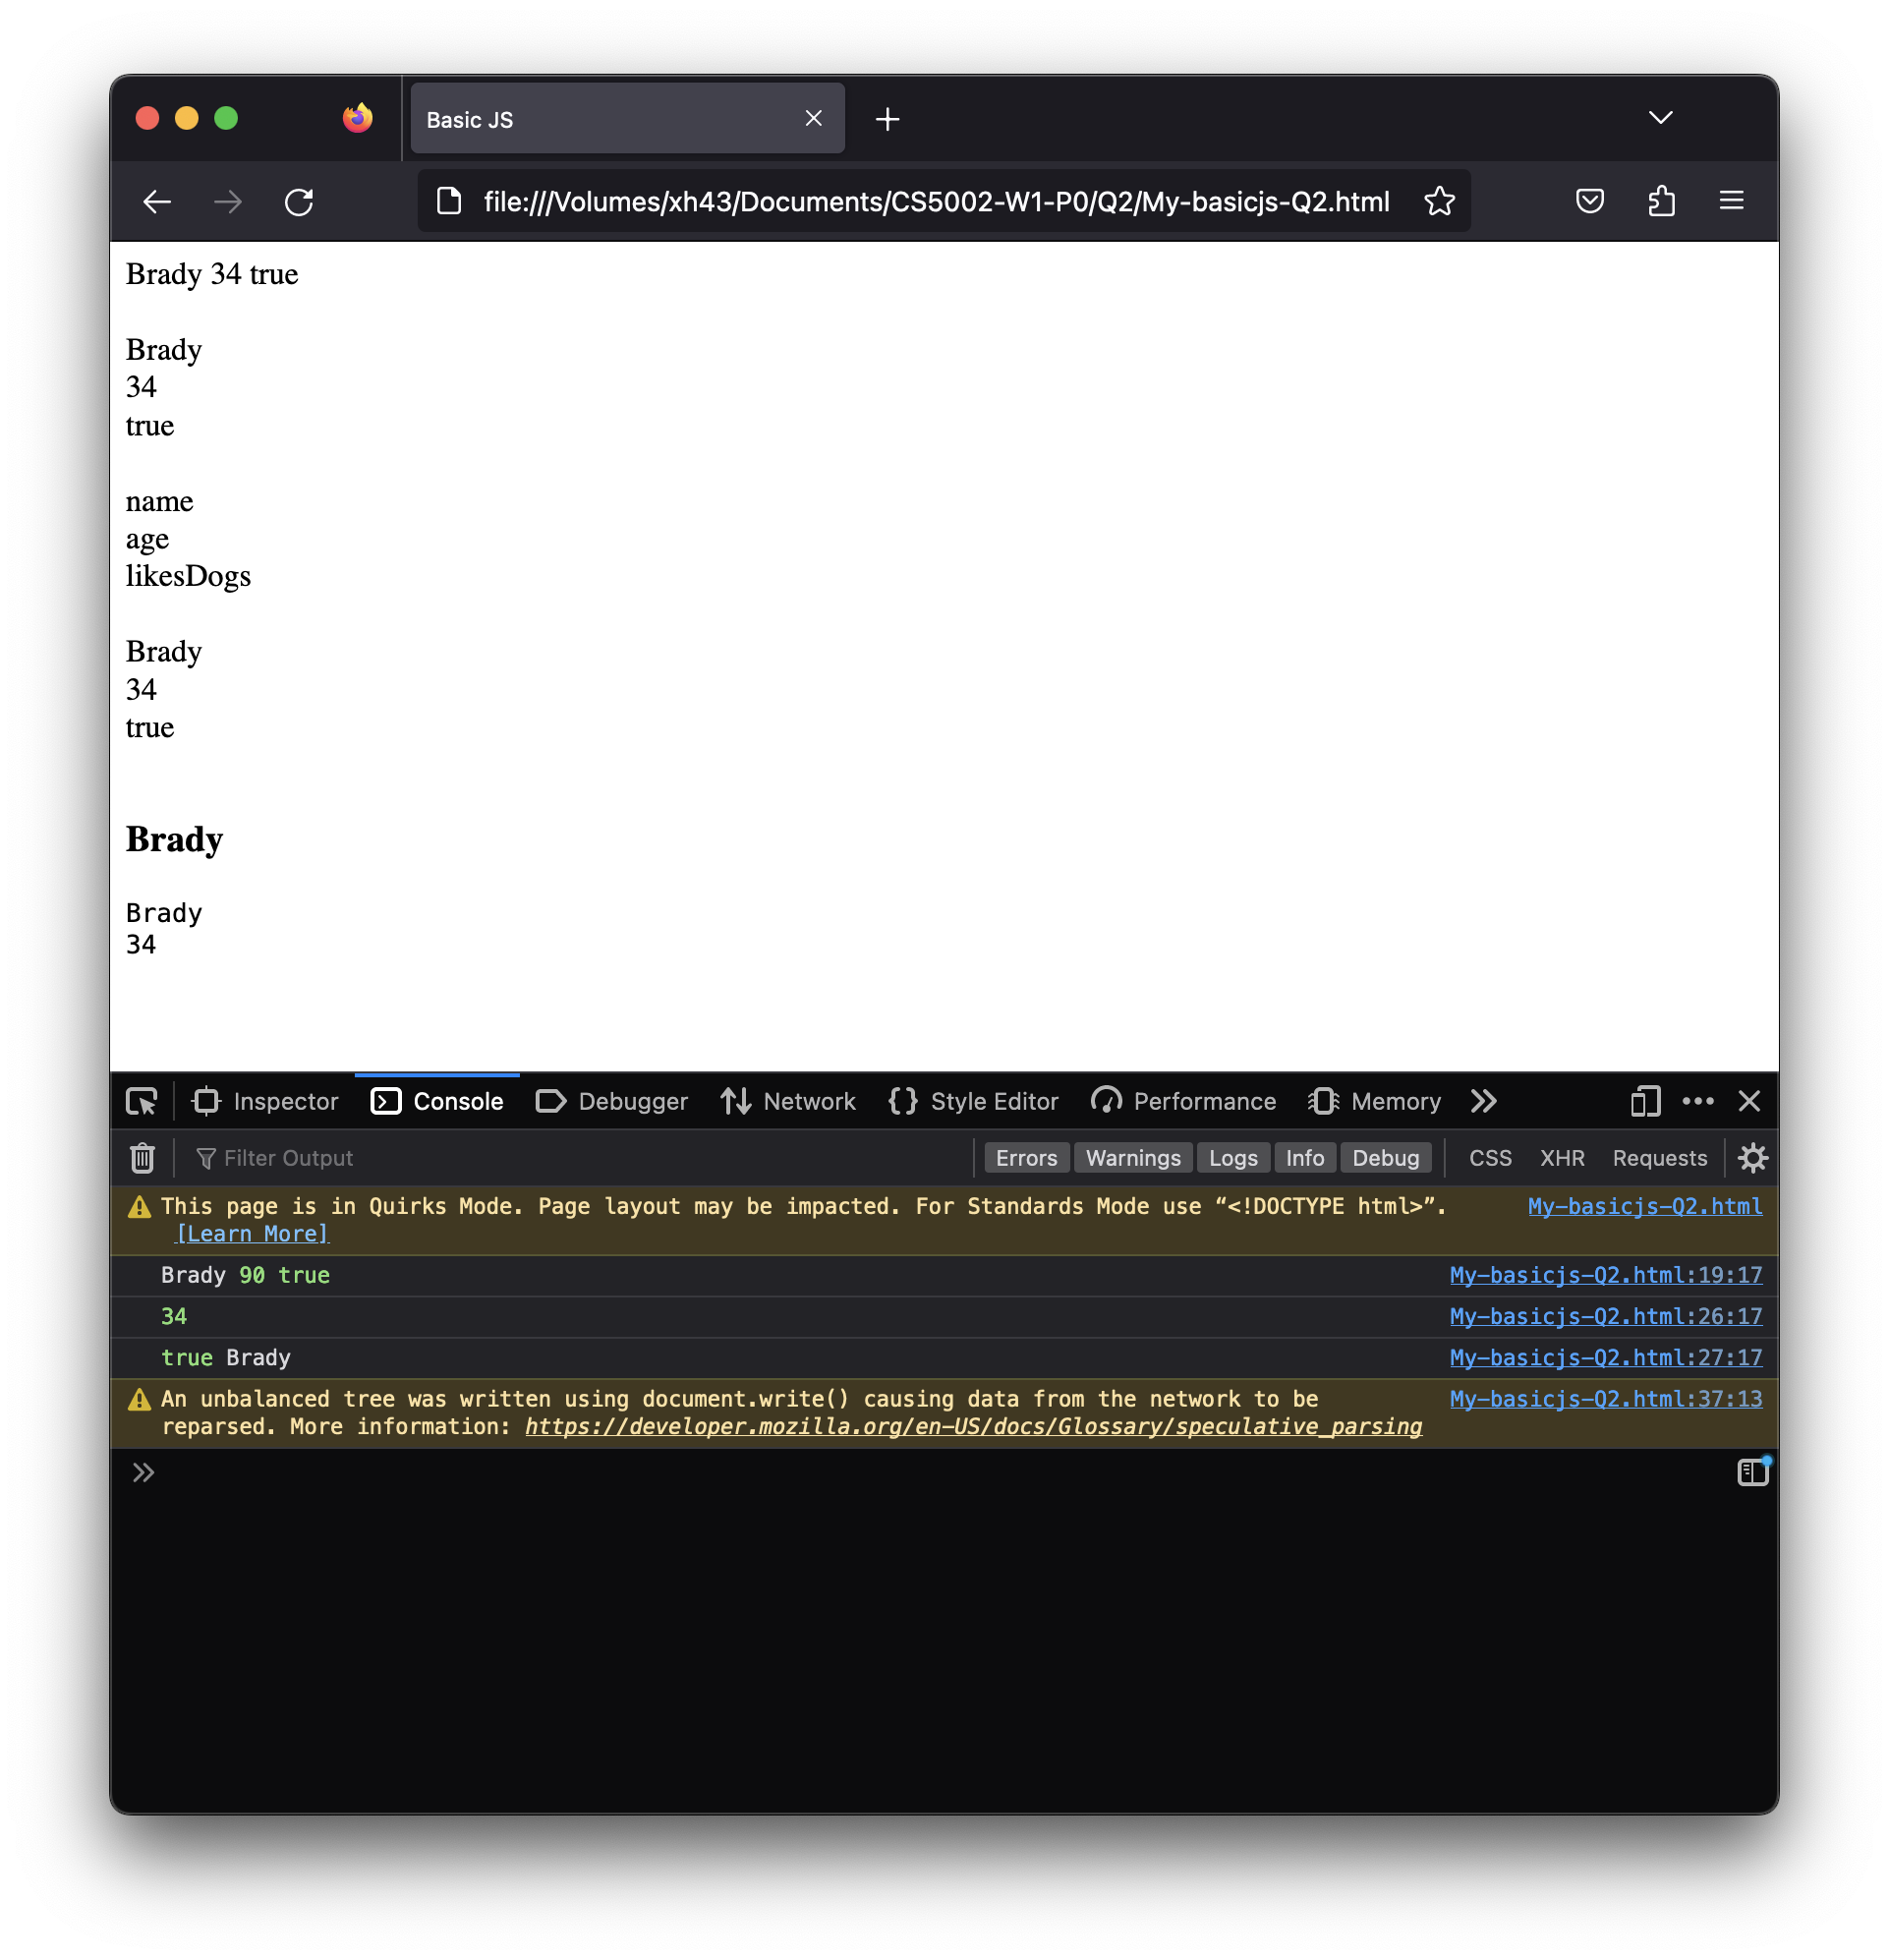 Basic JS
file:///Volumes/xh43/Documents/CS5002-W1-P0/Q2/My-basicjs-Q2.html
Brady 34 true
Brady
34
true
name
age
likesDogs
Brady
34
true
Brady
Brady
34
Inspector Console Debugger Network Style Editor Performance Memory
Filter Output Errors Warnings Logs Info Debug CSS XHR Requests
This page is in Quirks Mode. Page layout may be impacted. For Standards Mode use “<!DOCTYPE html>”. My-basicjs-Q2.html
[Learn More]
Brady 90 true My-basicjs-Q2.html:19:17
34 My-basicjs-Q2.html:26:17
true Brady My-basicjs-Q2.html:27:17
An unbalanced tree was written using document.write() causing data from the network to be My-basicjs-Q2.html:37:13
reparsed. More information: https://developer.mozilla.org/en-US/docs/Glossary/speculative_parsing